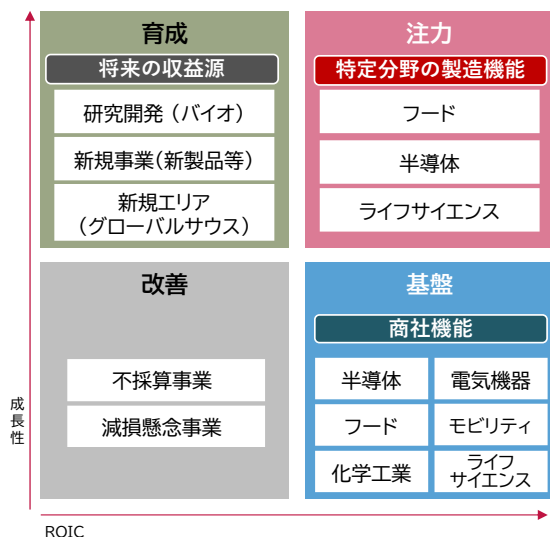 育成
将来の収益源
研究開発（バイオ）
新規事業(新製品等)
新規エリア
（グローバルサウス）
注力
特定分野の製造機能
フード
半導体
ライフサイエンス
改善
不採算事業
減損懸念事業
基盤
商社機能
半導体
電気機器
フード
モビリティ
化学工業
ライフ
サイエンス
成長性
ROIC